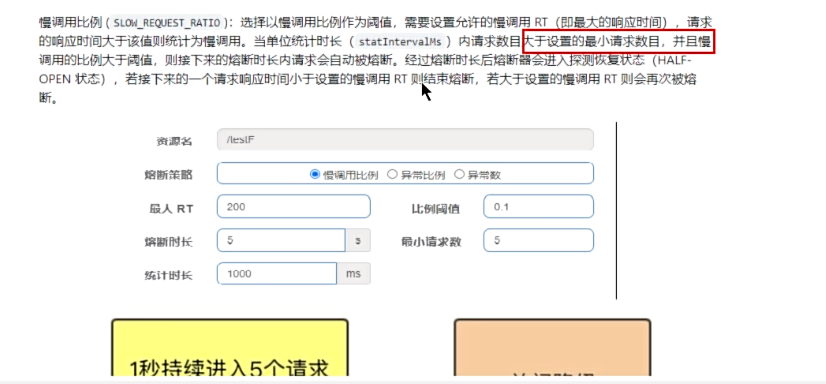 慢调用比例 ( SLOW_REQUEST_RATIO )：选择以慢调用比例作为阈值，需要设置允许的慢调用 RT（即最大的响应时间），请求
的响应时间大于该值则统计为慢调用。当单位统计时长（ statIntervalMs ）内请求数目大于设置的最小请求数目，并且慢
调用的比例大于阈值，则接下来的熔断时长内请求会自动被熔断。经过熔断时长后熔断器会进入探测恢复状态（HALF-
OPEN 状态），若接下来的一个请求响应时间小于设置的慢调用 RT 则结束熔断，若大于设置的慢调用 RT 则会再次被熔
断。
资源名 /testF
熔断策略 慢调用比例 异常比例 异常数
最大 RT 200 比例阈值 0.1
熔断时长 5 s 最小请求数 5
统计时长 1000 ms
1秒持续进入5个请求